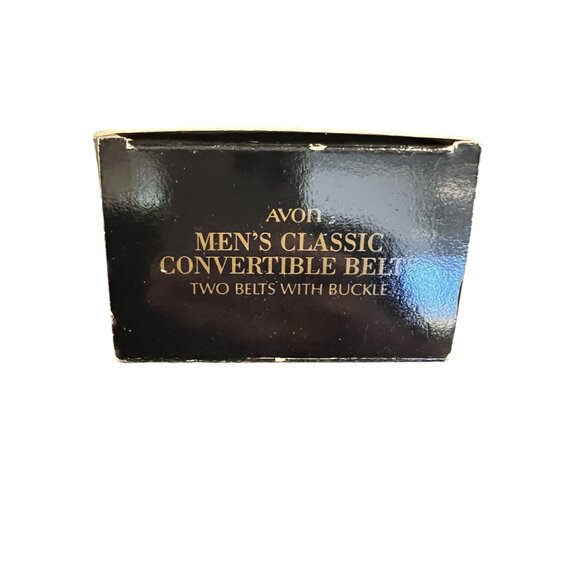 AVON
MEN'S CLASSIC
CONVERTIBLE BELT
TWO BELTS WITH BUCKLE